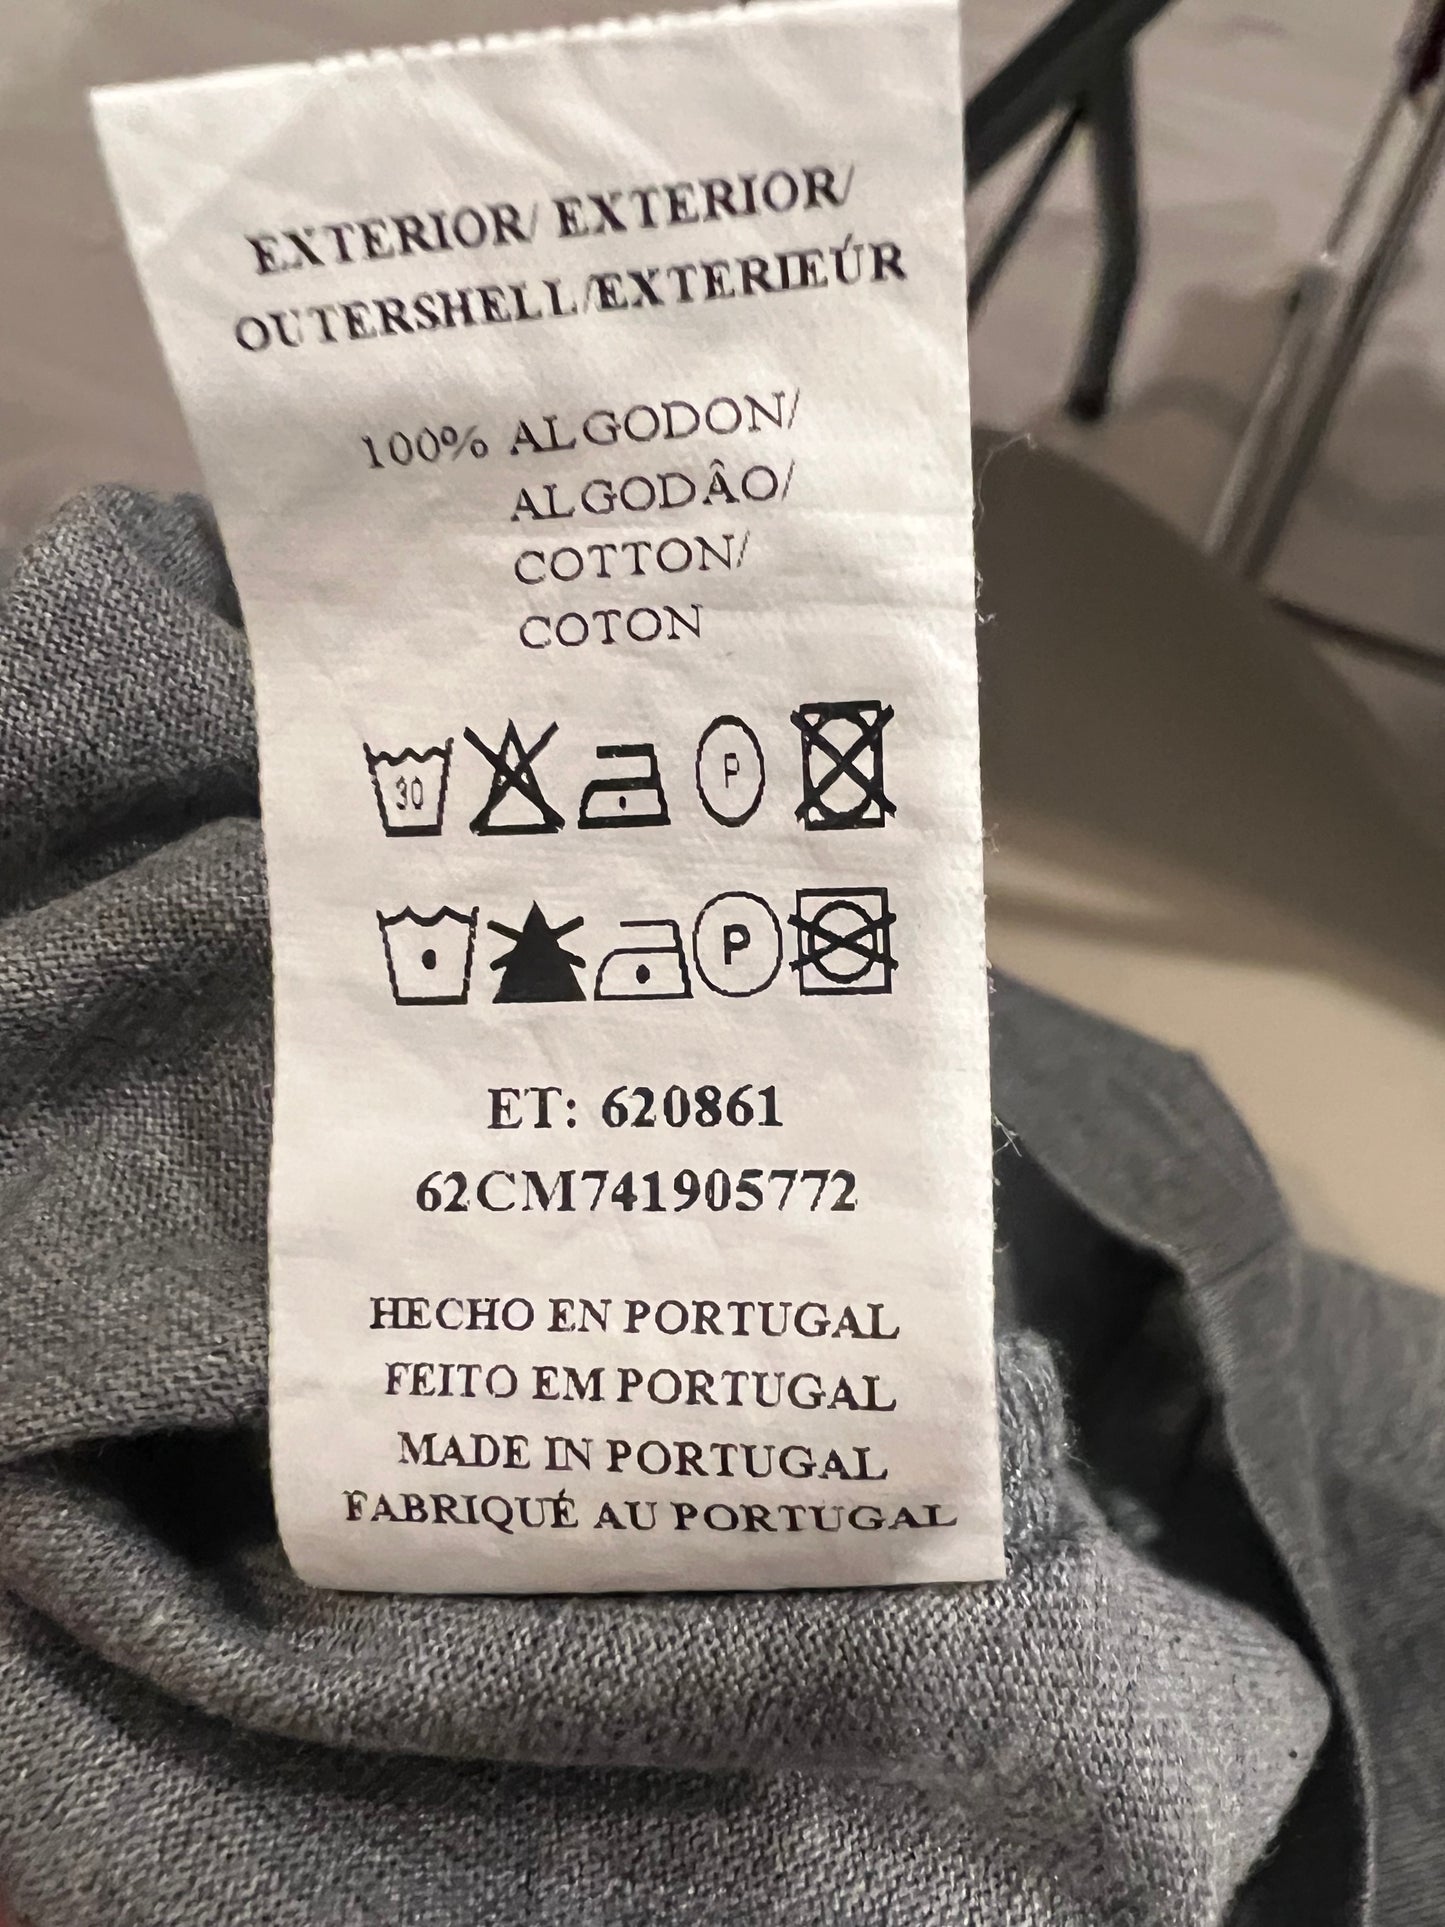 EXTERIOR/ EXTERIOR/
OUTERSHELL/EXTERIEÚR
100% ALGODON/
ALGODÂO/
COTTON/
COTON
30 P
P
ET: 620861
62CM741905772
HECHO EN PORTUGAL
FEITO EM PORTUGAL
MADE IN PORTUGAL
FABRIQUÉ AU PORTUGAL